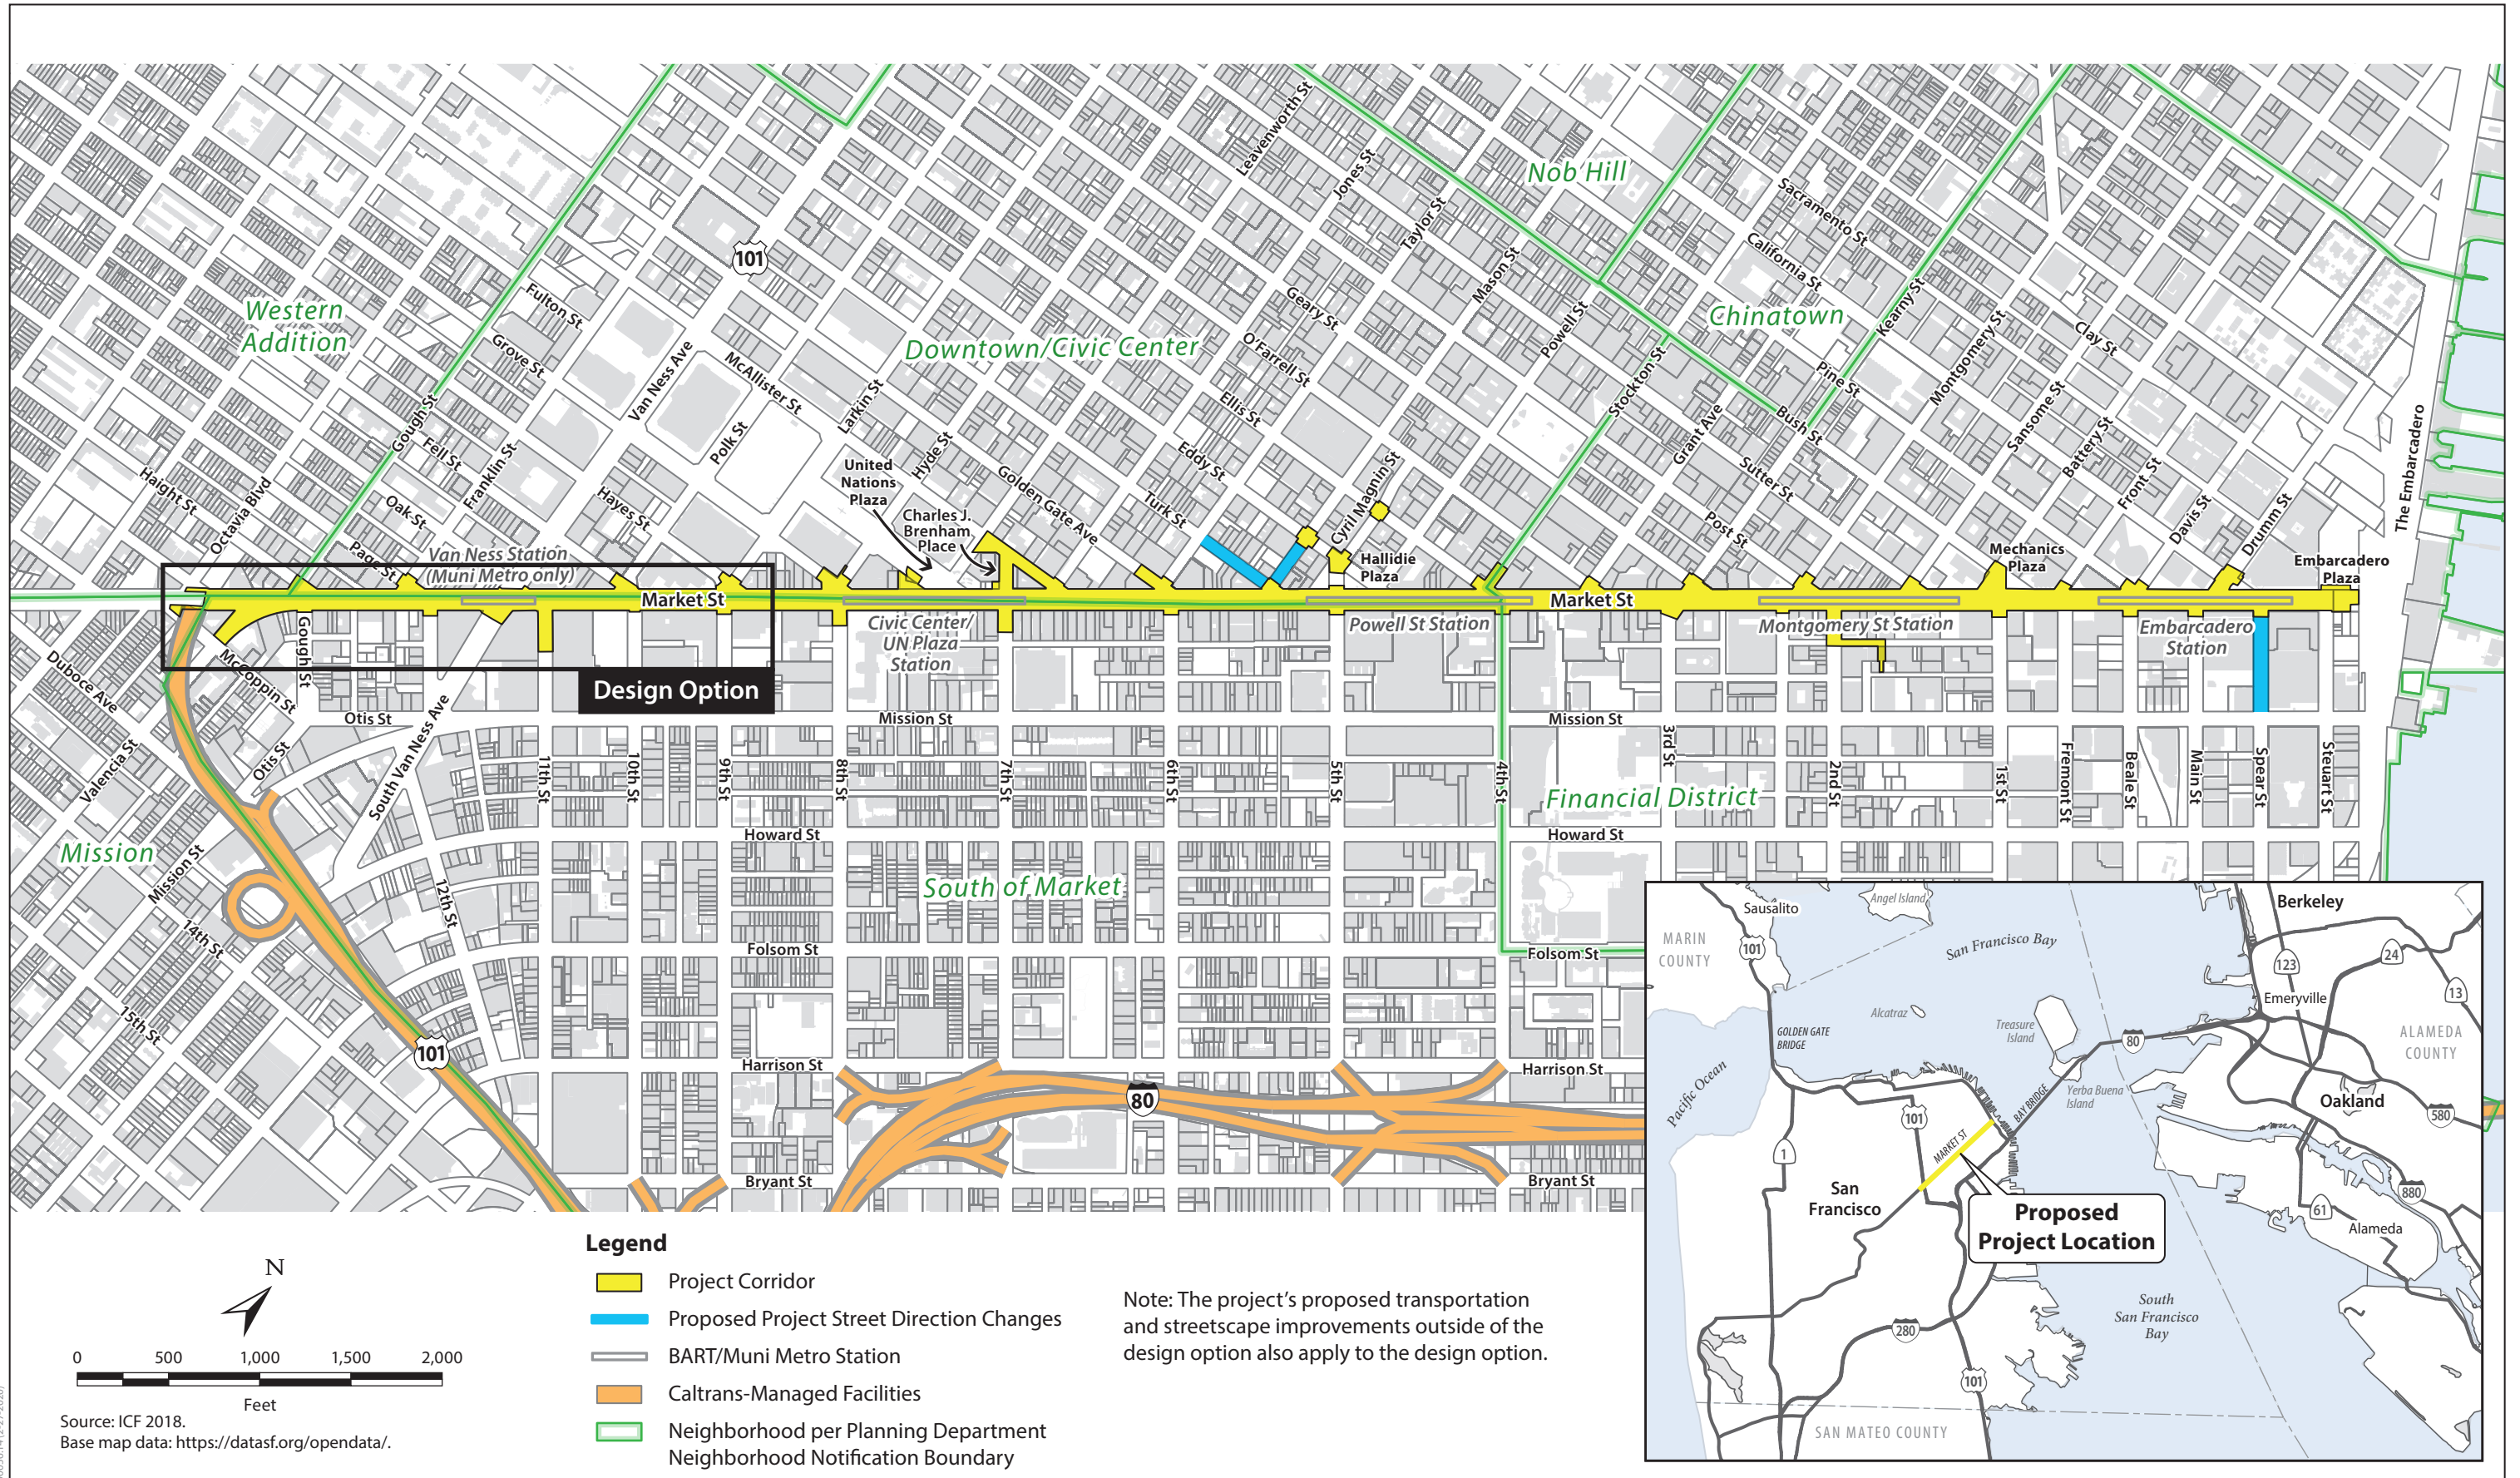 Leavenworth St
Jones St
Taylor St
Mason St
Powell St
Nob Hill
Sacramento St
California St
Chinatown
Kearny St
Clay St
Montgomery St
Pine St
Stockton St
Sansome St
Battery St
Front St
Davis St
Drumm St
The Embarcadero
101
Western
Addition
Fulton St
Grove St
Van Ness Ave
McAllister St
Polk St
Larkin St
Downtown/Civic Center
Geary St
O'Farrell St
Ellis St
Eddy St
Hyde St
Golden Gate Ave
Turk St
Cyril Magnin St
Grant Ave
Bush St
Sutter St
Post St
Haight St
Octavia Blvd
Gough St
Fell St
Franklin St
Oak St
Page St
Hayes St
United
Nations
Plaza
Charles J.
Brenham
Place
Hallidie
Plaza
Mechanics
Plaza
Embarcadero
Plaza
Van Ness Station
(Muni Metro only)
Market St
Market St
Civic Center/
UN Plaza
Station
Powell St Station
Montgomery St Station
Embarcadero
Station
Design Option
Duboce Ave
McCoppin St
Gough St
Otis St
Otis St
Valencia St
South Van Ness Ave
Mission St
Mission St
Mission St
11th St
10th St
9th St
8th St
7th St
6th St
5th St
4th St
3rd St
2nd St
1st St
Fremont St
Beale St
Main St
Spear St
Steuart St
Financial District
Mission
South of Market
Howard St
Howard St
12th St
14th St
15th St
Folsom St
Folsom St
101
Harrison St
Harrison St
80
Bryant St
Bryant St
Sausalito
Angel Island
Berkeley
MARIN
COUNTY
101
San Francisco Bay
123
24
13
Emeryville
Alcatraz
Treasure
Island
GOLDEN GATE
BRIDGE
80
ALAMEDA
COUNTY
Pacific Ocean
Yerba Buena
Island
BAY BRIDGE
Oakland
580
101
MARKET ST
1
San
Francisco
Proposed
Project Location
880
61
Alameda
280
South
San Francisco
Bay
101
SAN MATEO COUNTY
N
0 500 1,000 1,500 2,000
Feet
Source: ICF 2018.
Base map data: https://datasf.org/opendata/.
Legend
Project Corridor
Proposed Project Street Direction Changes
BART/Muni Metro Station
Caltrans-Managed Facilities
Neighborhood per Planning Department
Neighborhood Notification Boundary
Note: The project's proposed transportation
and streetscape improvements outside of the
design option also apply to the design option.